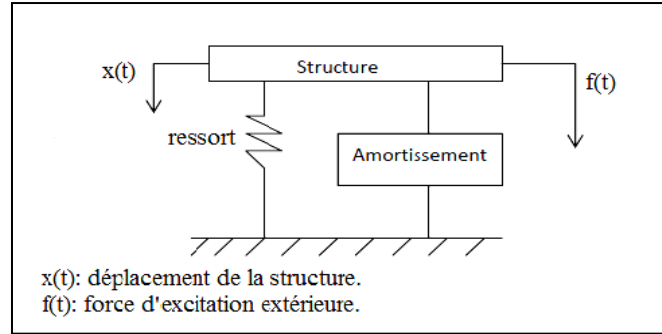 Structure
x(t)
f(t)
ressort
Amortissement
x(t): déplacement de la structure.
f(t): force d'excitation extérieure.